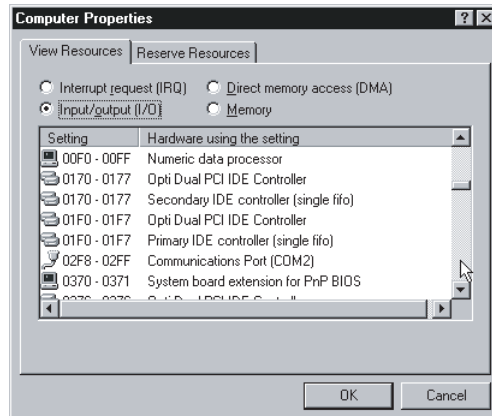 Computer Properties
View Resources
Reserve Resources
Interrupt request (IRQ)
Direct memory access (DMA)
Input/output (I/O)
Memory
Setting Hardware using the setting
00F0 - 00FF Numeric data processor
0170 - 0177 Opti Dual PCI IDE Controller
0170 - 0177 Secondary IDE controller (single fifo)
01F0 - 01F7 Opti Dual PCI IDE Controller
01F0 - 01F7 Primary IDE controller (single fifo)
02F8 - 02FF Communications Port (COM2)
0370 - 0371 System board extension for PnP BIOS
OK
Cancel